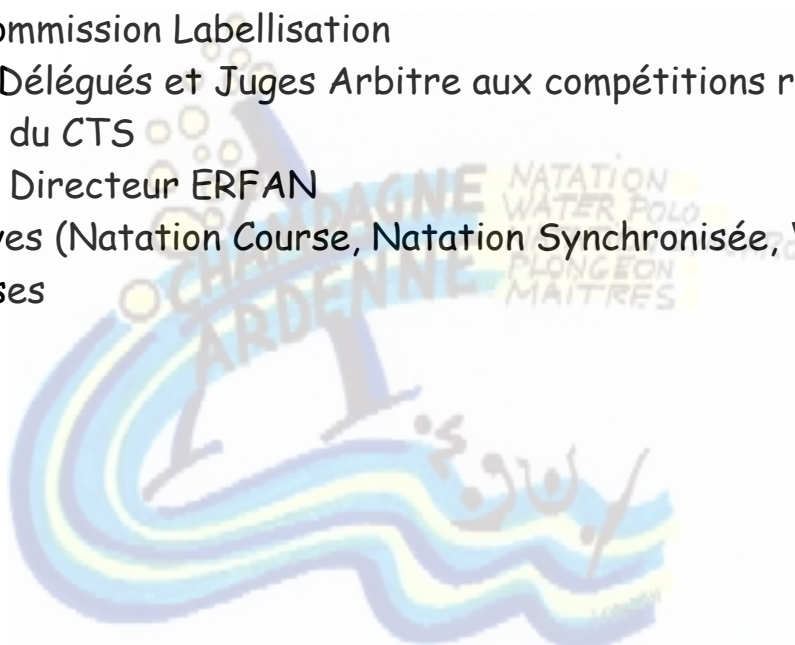 ommission Labellisation
Délégués et Juges Arbitre aux compétitions r
du CTS
Directeur ERFAN
ves (Natation Course, Natation Synchronisée,
ses
CHAMPAGNE
ARDENNE
NATATION
WATER POLO
PLONGEON
MAITRES